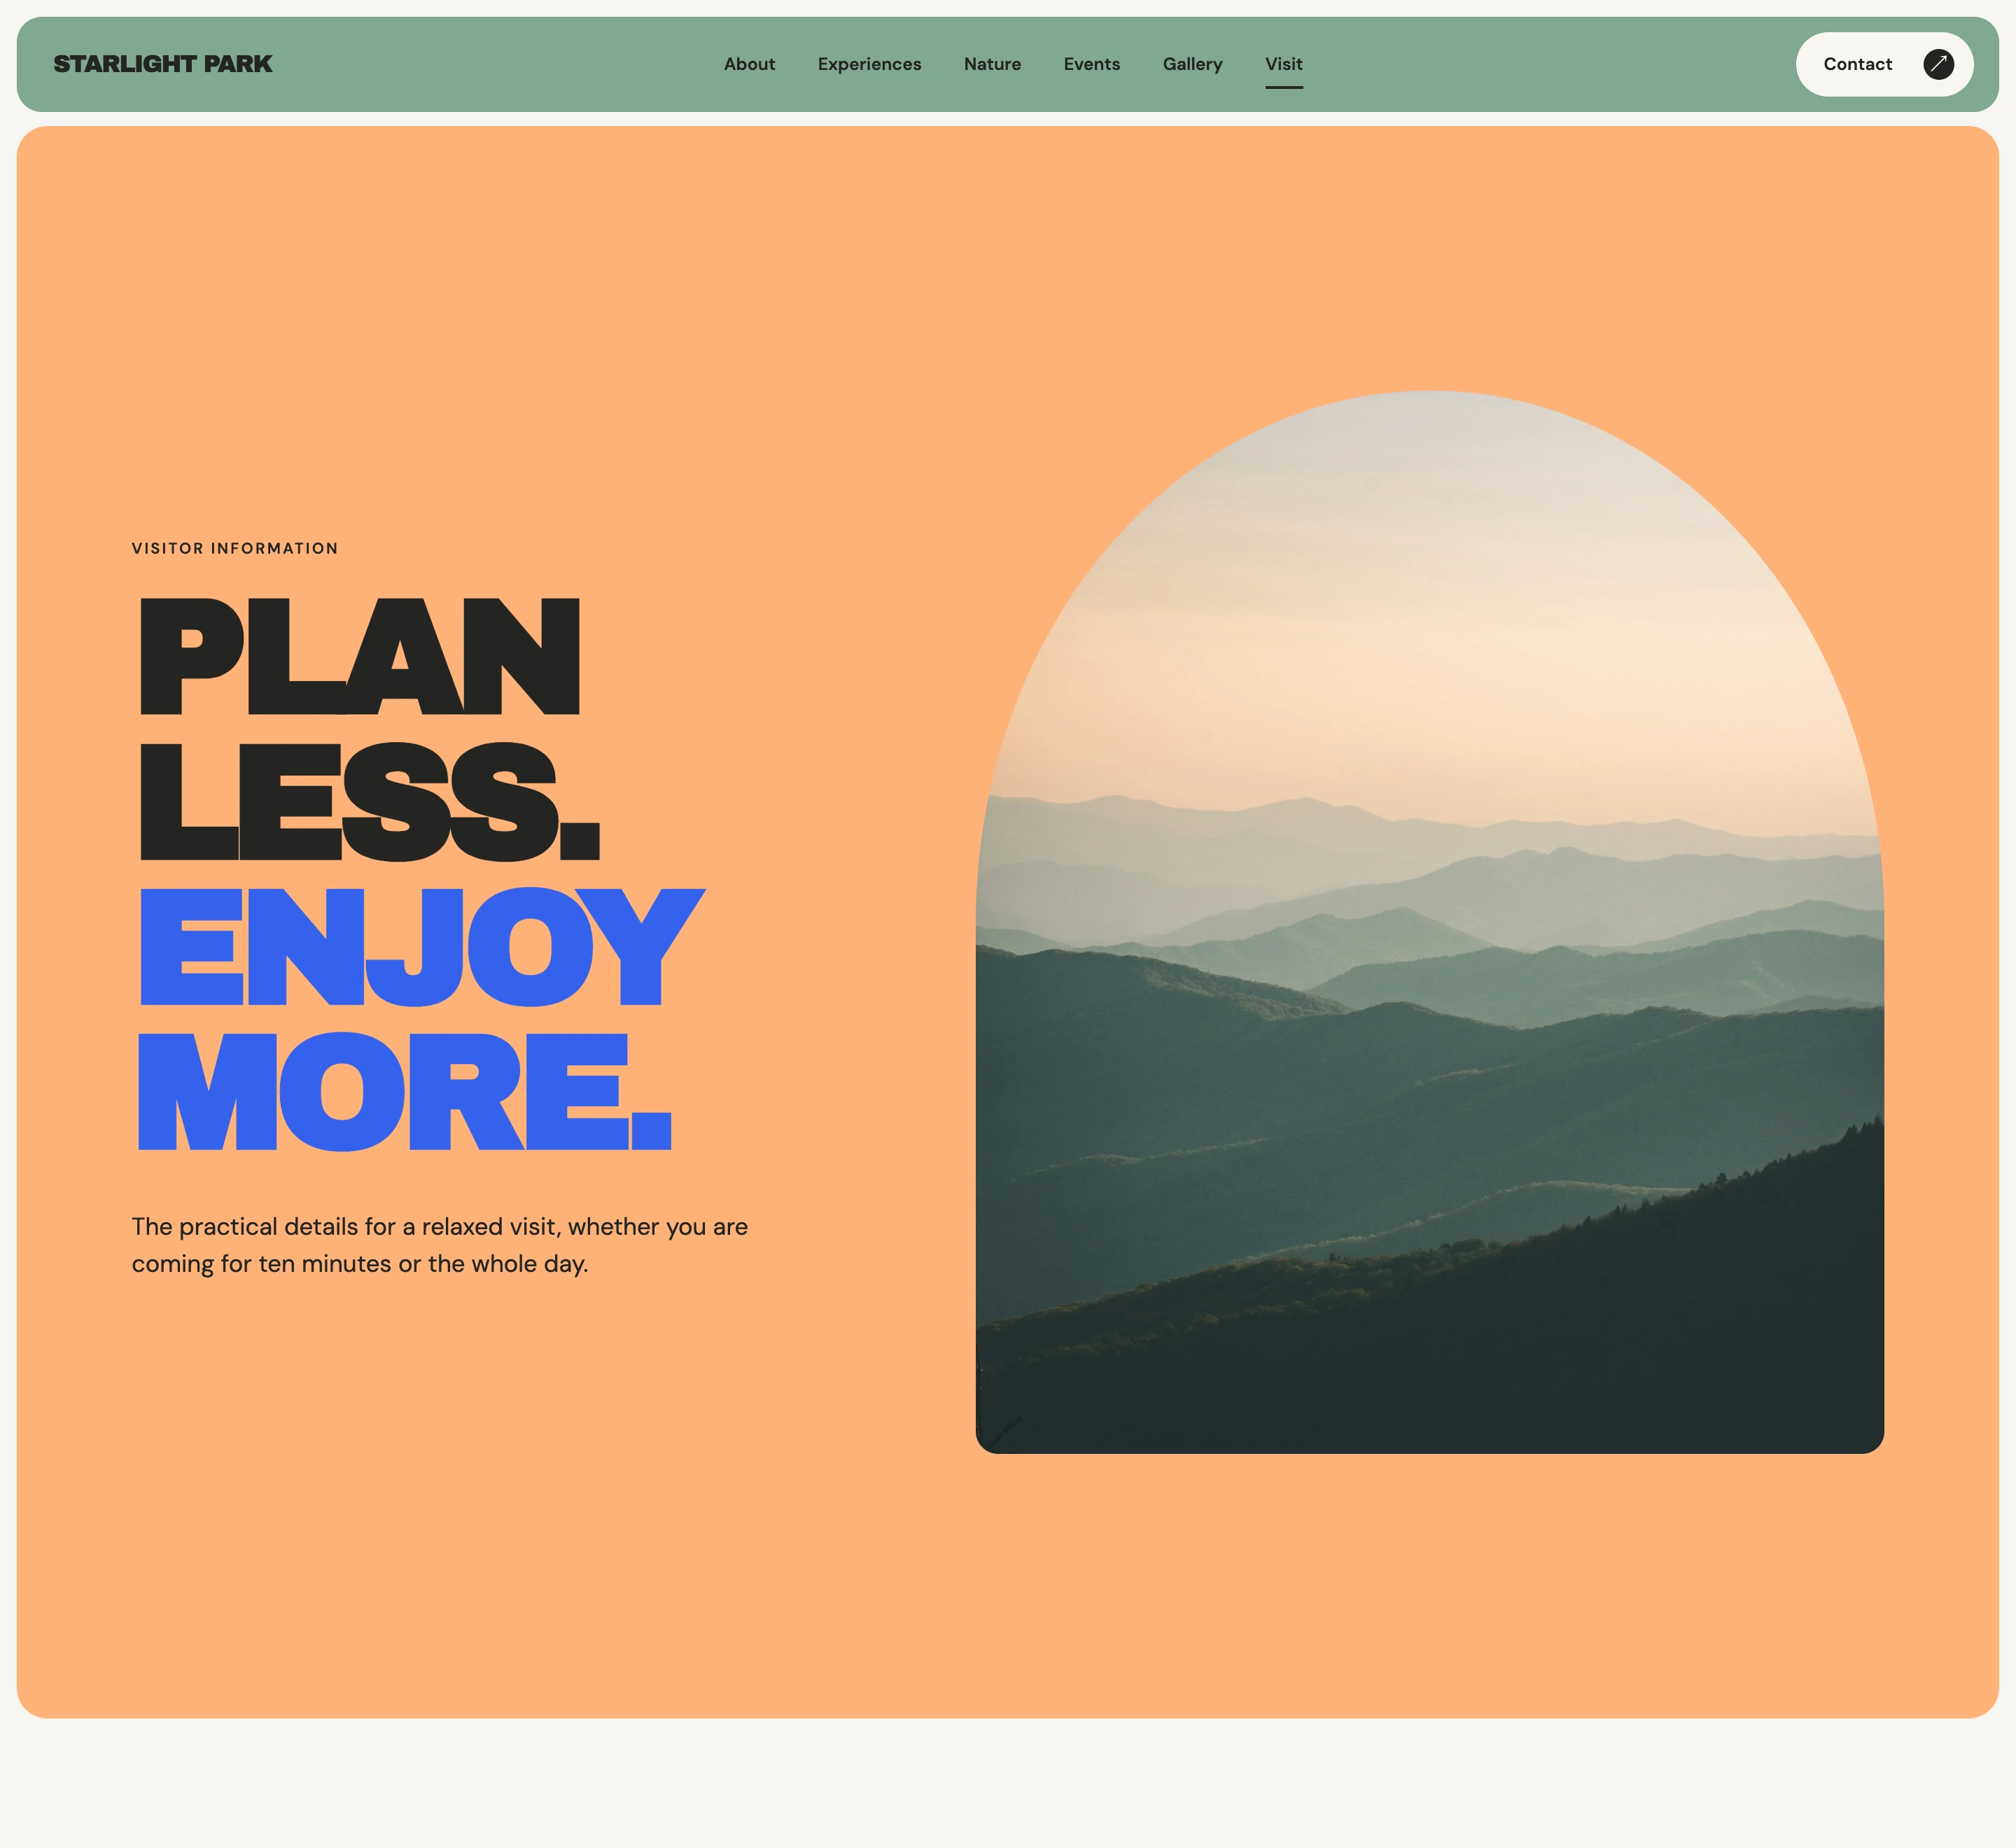 STARLIGHT PARK
About
Experiences
Nature
Events
Gallery
Visit
Contact
VISITOR INFORMATION
PLAN
LESS.
ENJOY
MORE.
The practical details for a relaxed visit, whether you are
coming for ten minutes or the whole day.